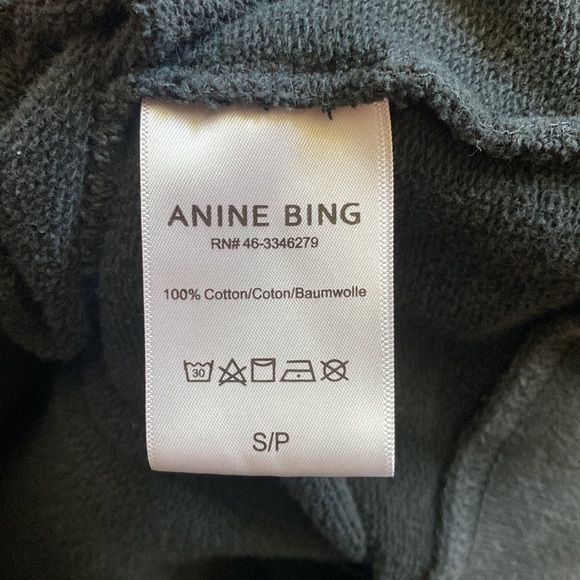 ANINE BING
RN# 46-3346279
100% Cotton/Coton/Baumwolle
30
S/P